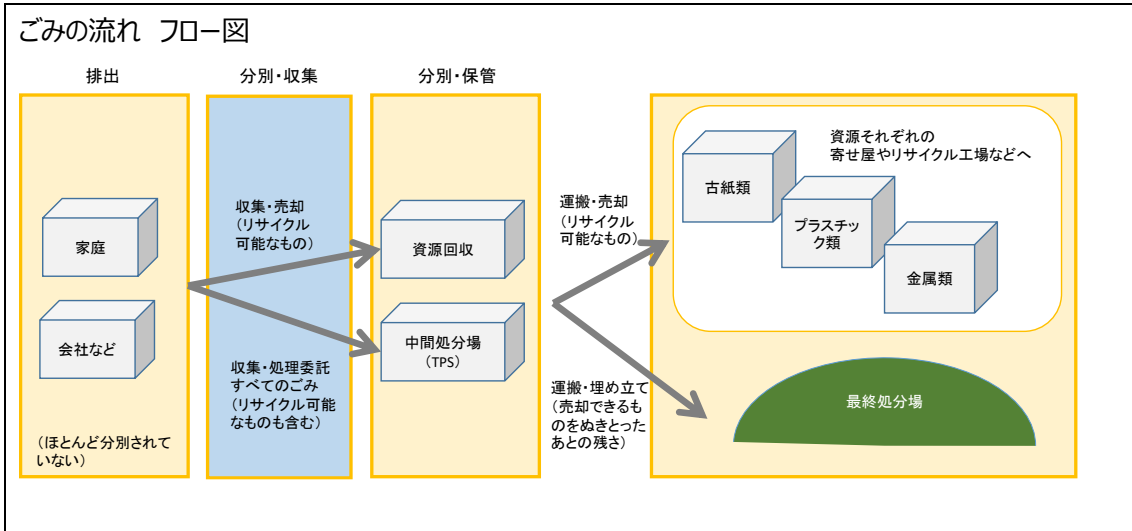 ごみの流れ フロー図
排出
分別・収集
分別・保管
家庭
会社など
(ほとんど分別されて
いない)
収集・売却
(リサイクル
可能なもの)
収集・処理委託
すべてのごみ
(リサイクル可能
なものも含む)
資源回収
中間処分場
(TPS)
運搬・売却
(リサイクル
可能なもの)
運搬・埋め立て
(売却できるも
のをぬきとった
あとの残さ)
資源それぞれの
寄せ屋やリサイクル工場などへ
古紙類
プラスチッ
ク類
金属類
最終処分場